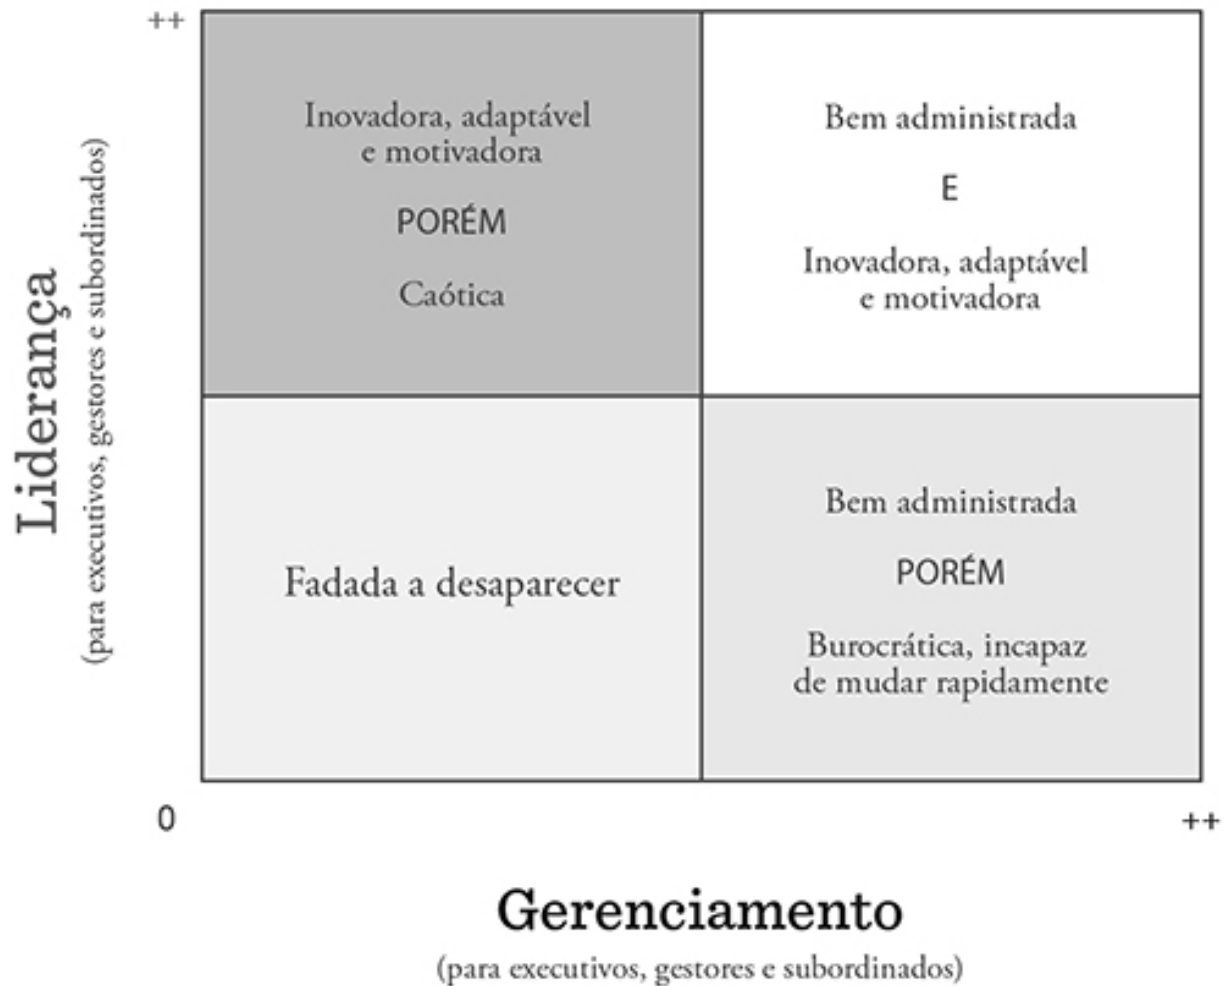 ++
Liderança
(para executivos, gestores e subordinados)
Inovadora, adaptável
e motivadora
PORÉM
Caótica
Bem administrada
E
Inovadora, adaptável
e motivadora
Fadada a desaparecer
Bem administrada
PORÉM
Burocrática, incapaz
de mudar rapidamente
0
++
Gerenciamento
(para executivos, gestores e subordinados)